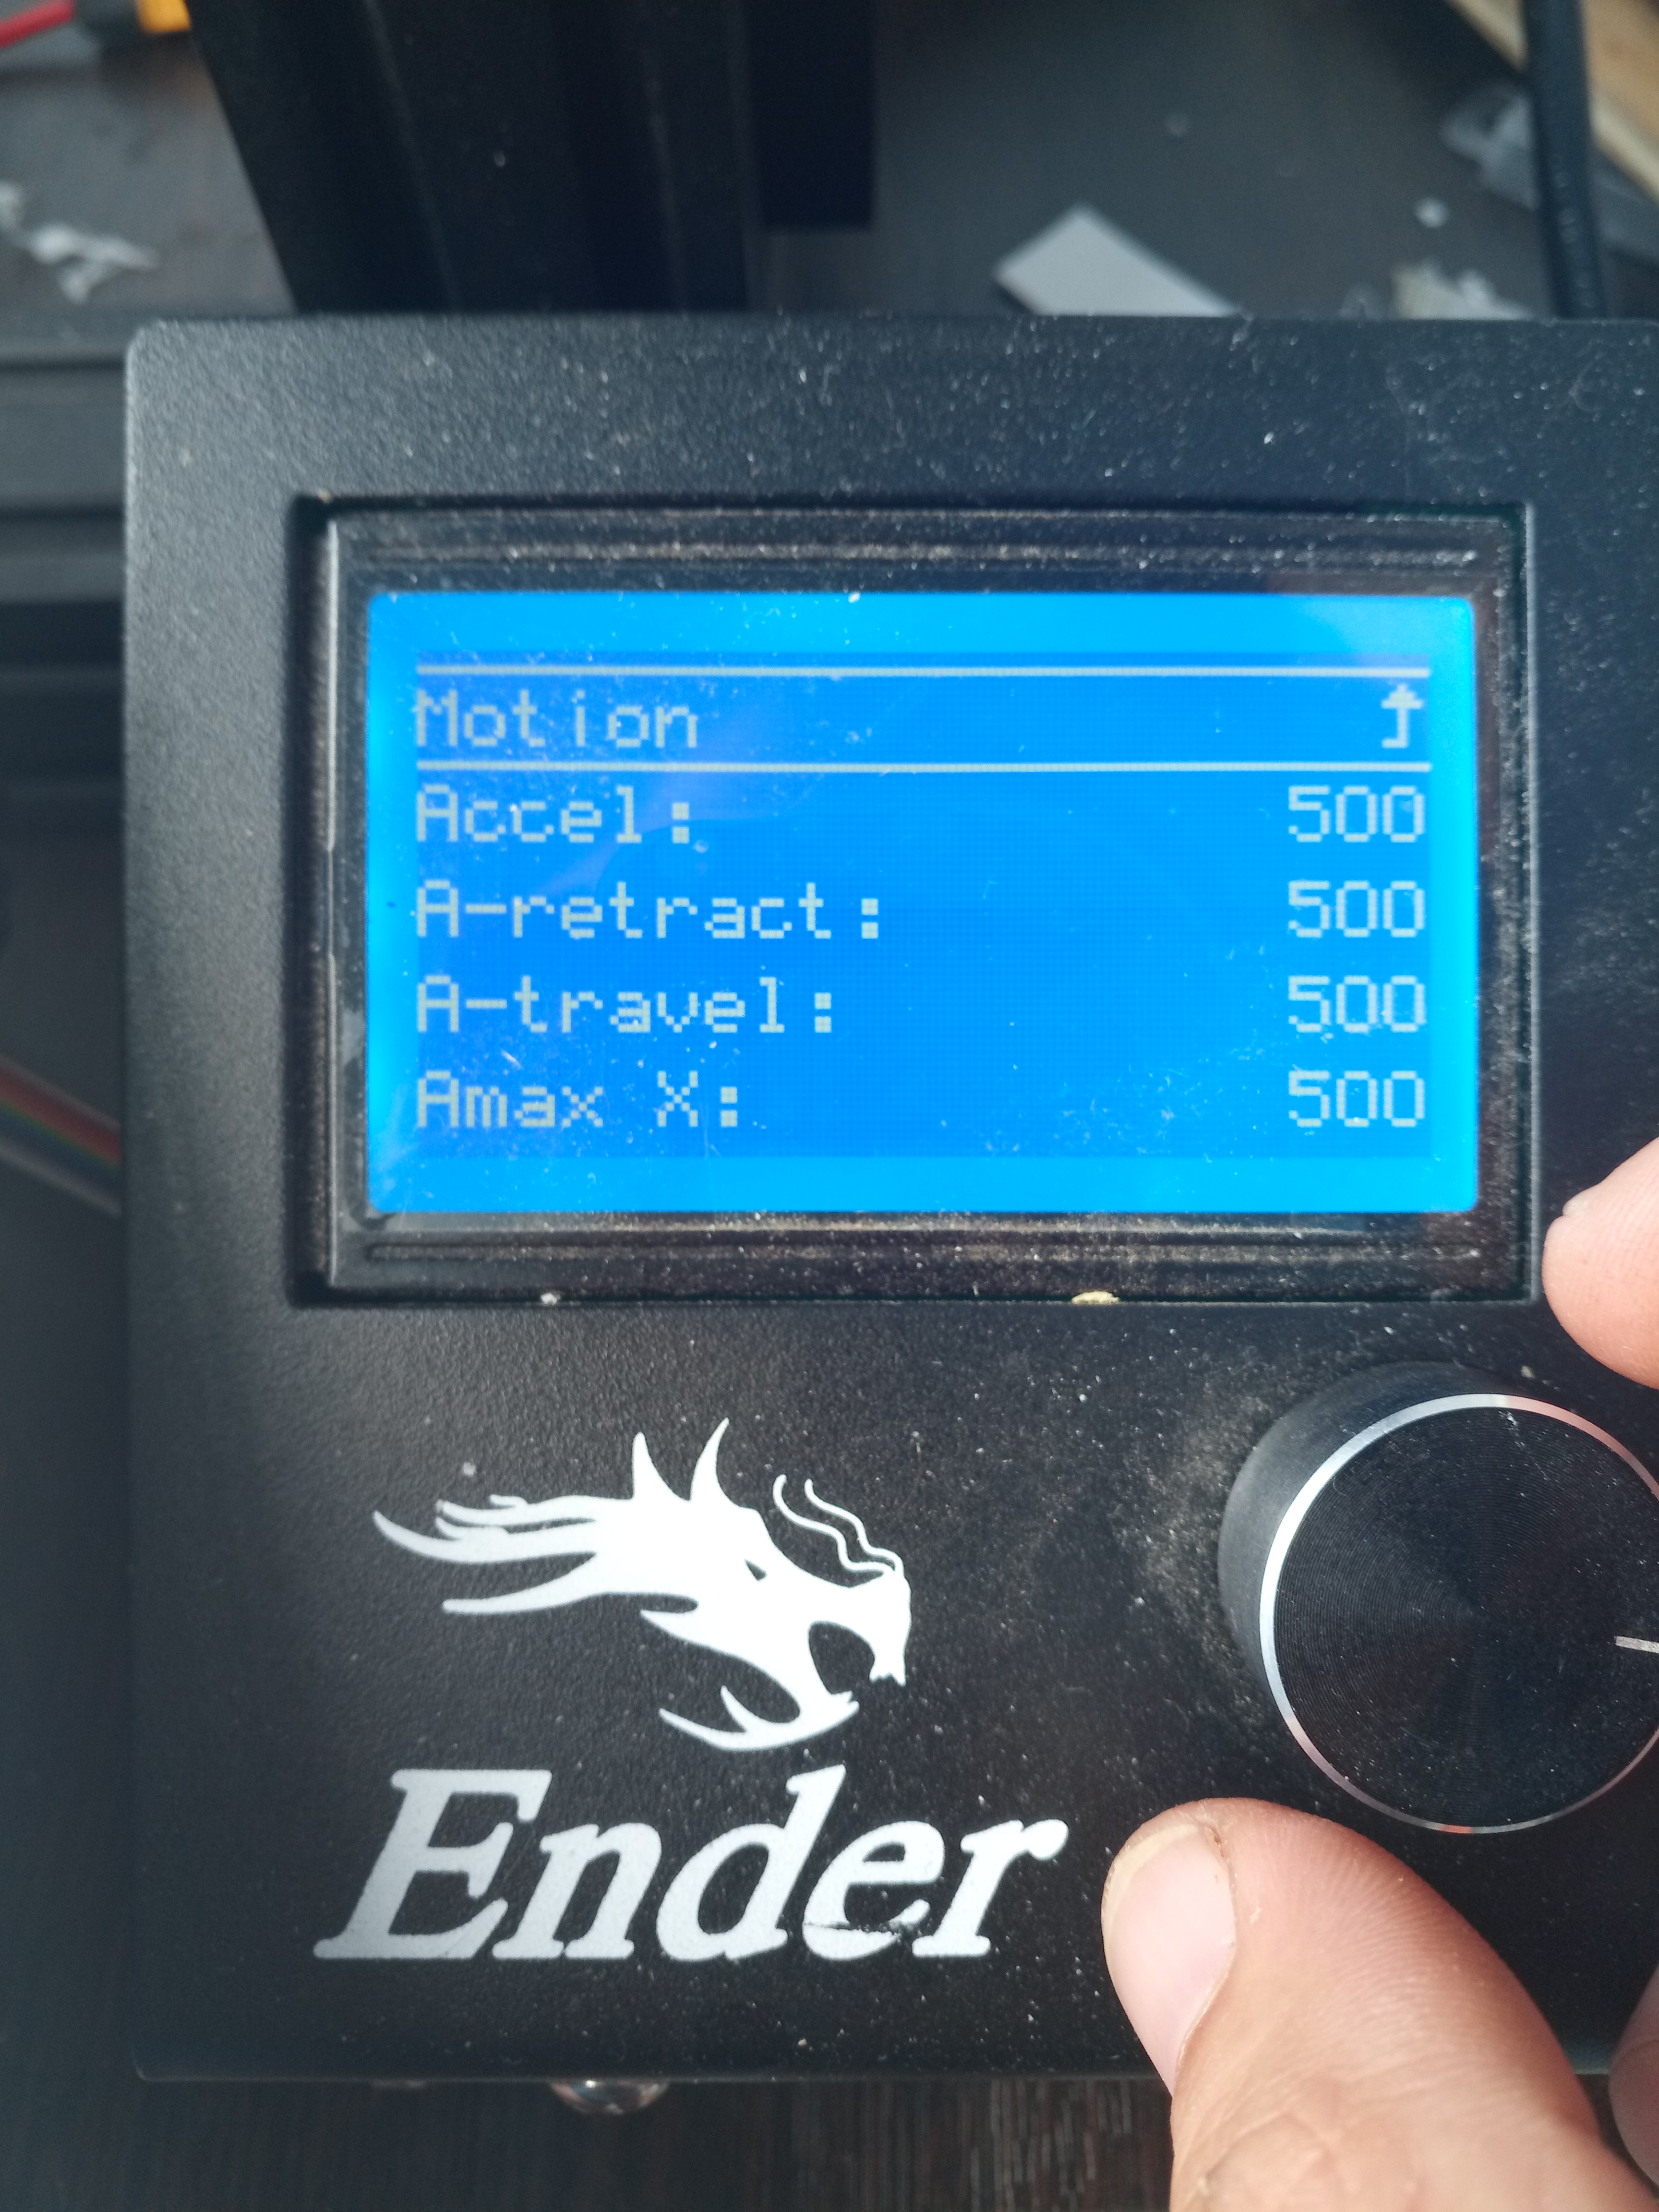 Motion
Accel: 500
A-retract: 500
A-travel: 500
Amax X: 500
Ender